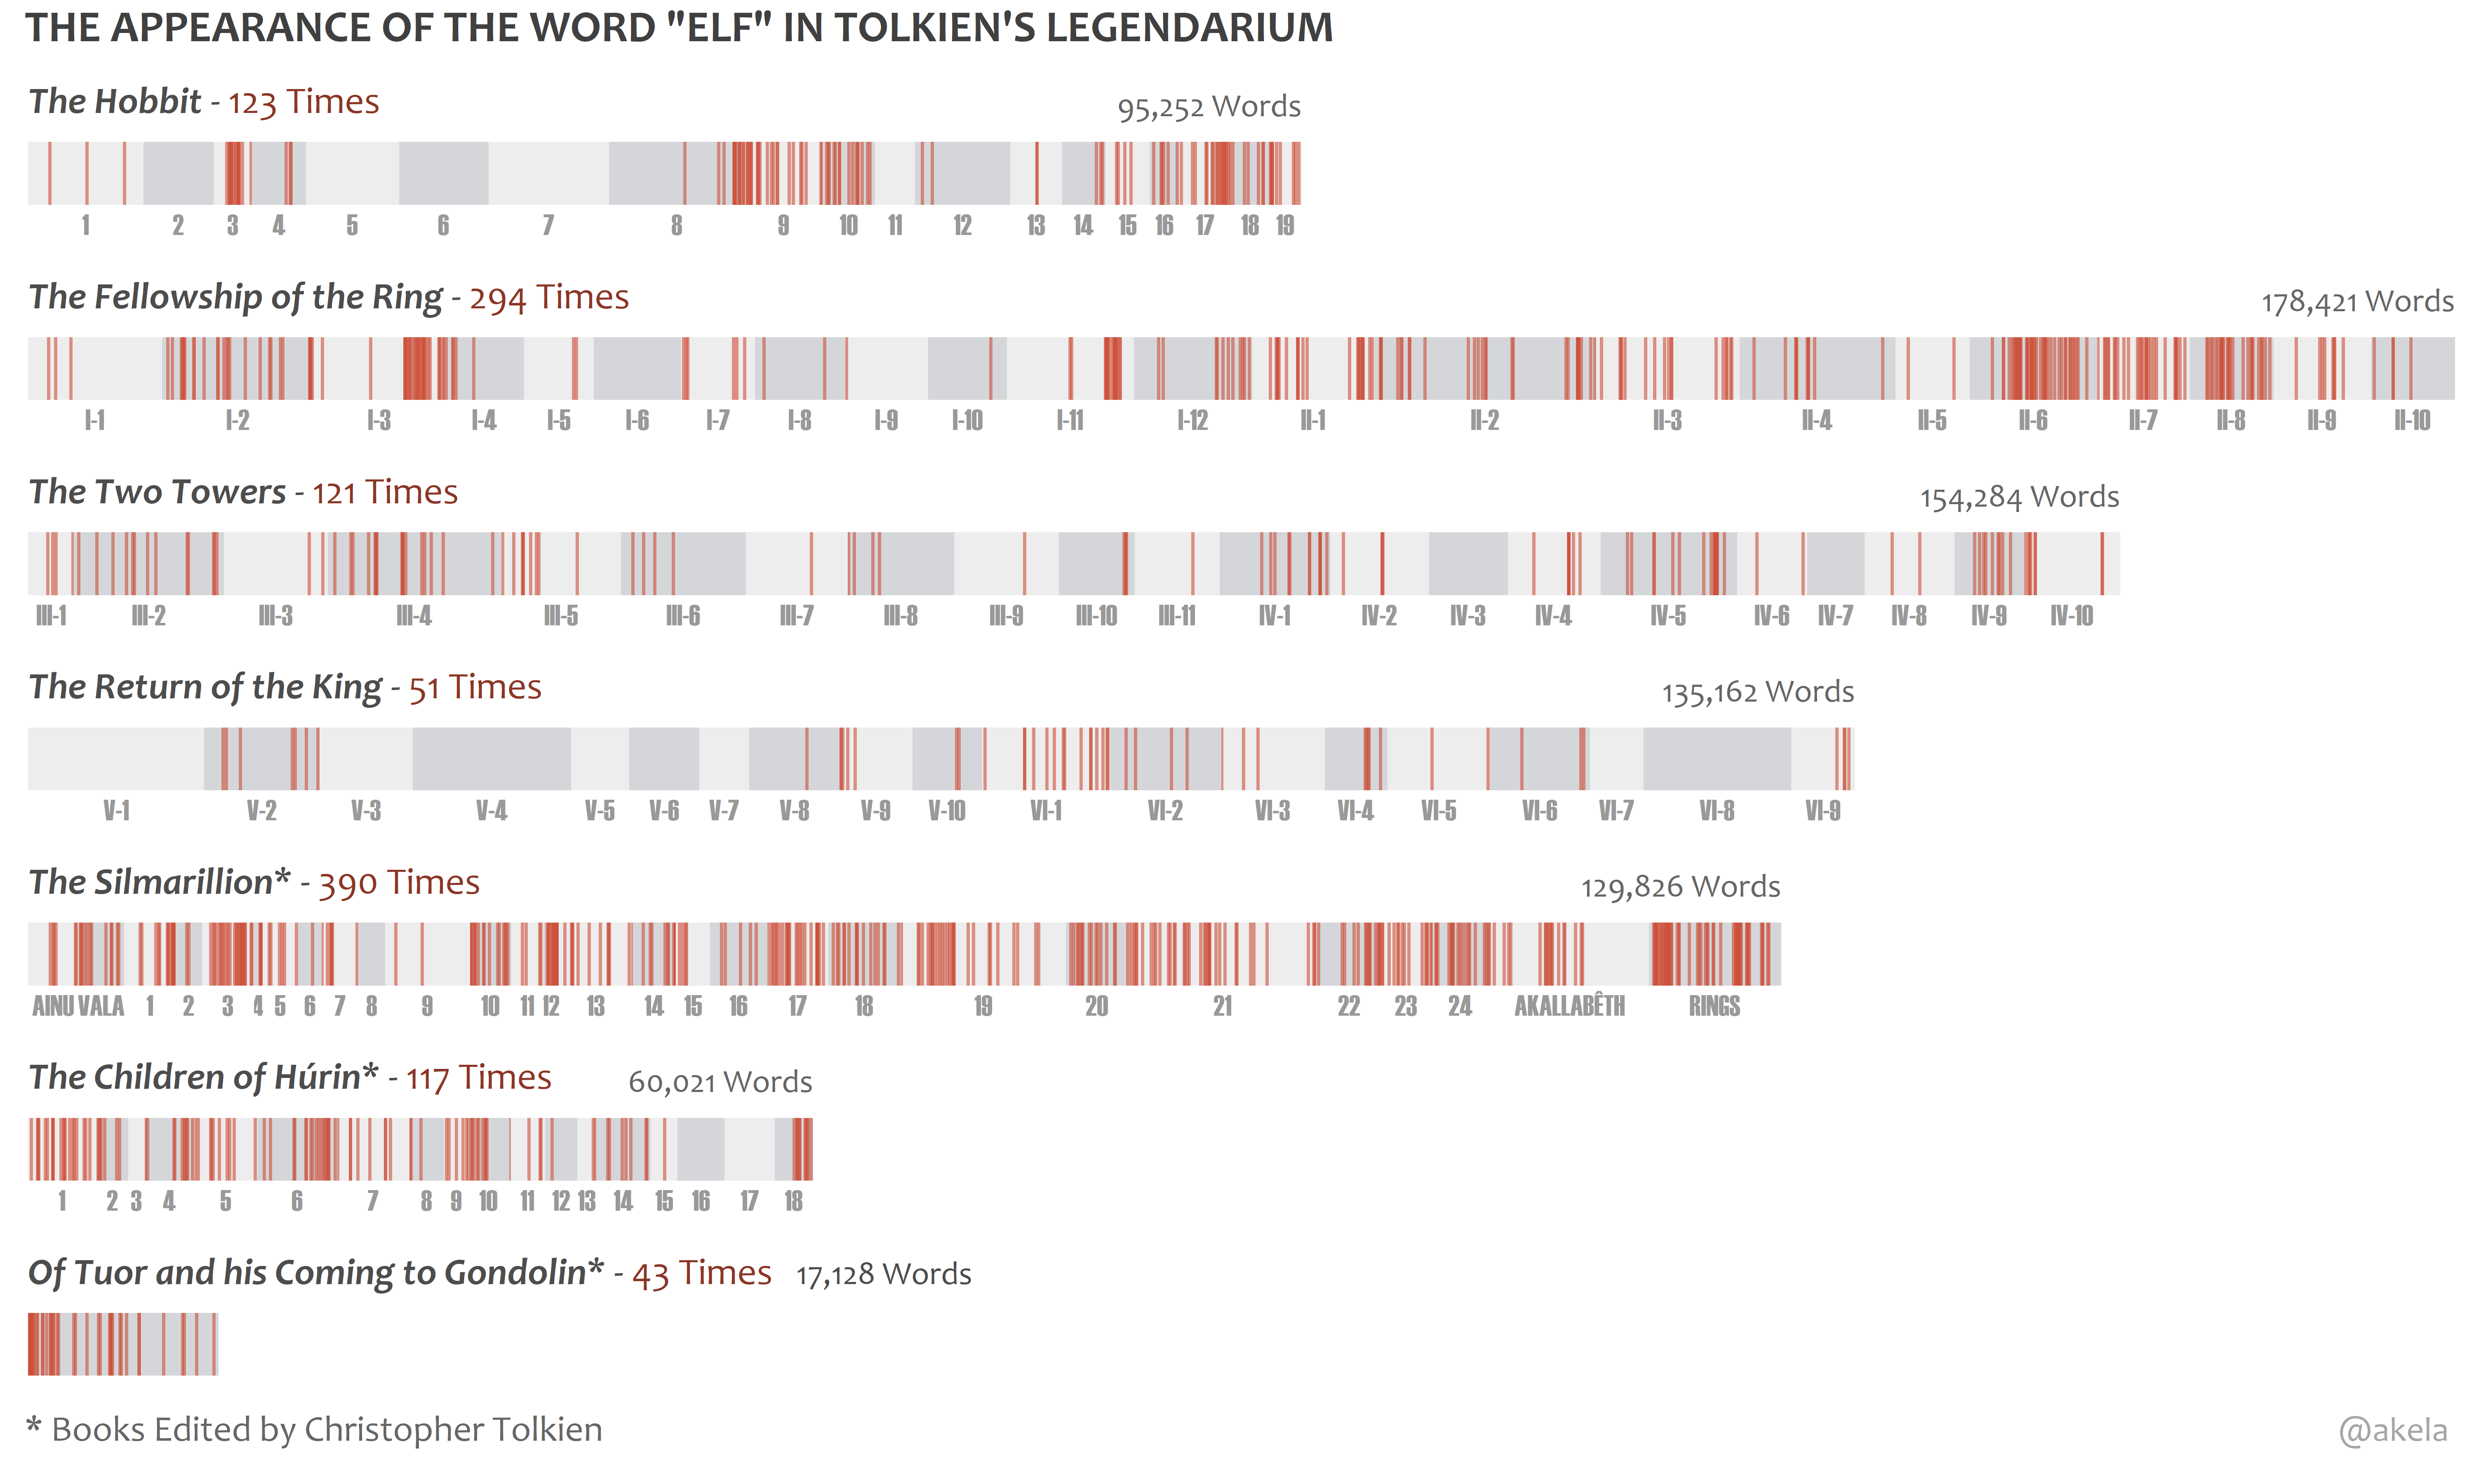 THE APPEARANCE OF THE WORD "ELF" IN TOLKIEN'S LEGENDARIUM
The Hobbit - 123 Times 95,252 Words
1 2 3 4 5 6 7 8 9 10 11 12 13 14 15 16 17 18 19
The Fellowship of the Ring - 294 Times 178,421 Words
I-1 I-2 I-3 I-4 I-5 I-6 I-7 I-8 I-9 I-10 I-11 I-12 II-1 II-2 II-3 II-4 II-5 II-6 II-7 II-8 II-9 II-10
The Two Towers - 121 Times 154,284 Words
III-1 III-2 III-3 III-4 III-5 III-6 III-7 III-8 III-9 III-10 III-11 IV-1 IV-2 IV-3 IV-4 IV-5 IV-6 IV-7 IV-8 IV-9 IV-10
The Return of the King - 51 Times 135,162 Words
V-1 V-2 V-3 V-4 V-5 V-6 V-7 V-8 V-9 V-10 VI-1 VI-2 VI-3 VI-4 VI-5 VI-6 VI-7 VI-8 VI-9
The Silmarillion* - 390 Times 129,826 Words
AINU VALA 1 2 3 4 5 6 7 8 9 10 11 12 13 14 15 16 17 18 19 20 21 22 23 24 AKALLABÊTH RINGS
The Children of Húrin* - 117 Times 60,021 Words
1 2 3 4 5 6 7 8 9 10 11 12 13 14 15 16 17 18
Of Tuor and his Coming to Gondolin* - 43 Times 17,128 Words
* Books Edited by Christopher Tolkien @akela